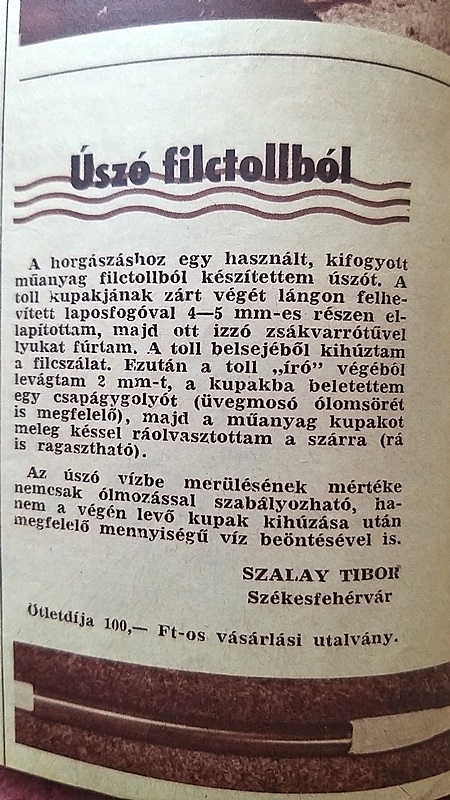 Úszó filctollból
A horgászáshoz egy használt, kifogyott
műanyag filctollból készítettem úszót. A
toll kupakjának zárt végét lángon felhe-
vített laposfogóval 4—5 mm-es részen el-
lapítottam, majd ott izzó zsákvarrótűvel
lyukat fúrtam. A toll belsejéből kihúztam
a filcszálat. Ezután a toll „író” végéből
levágtam 2 mm-t, a kupakba beletettem
egy csapágygolyót (üvegmosó ólomsörét
is megfelelő), majd a műanyag kupakot
meleg késsel ráolvasztottam a szárra (rá
is ragasztható).
Az úszó vízbe merülésének mértéke
nemcsak ólmozással szabályozható, ha-
nem a végén levő kupak kihúzása után
megfelelő mennyiségű víz beöntésével is.
SZALAY TIBOR
Székesfehérvár
Ötletdíja 100,— Ft-os vásárlási utalvány.